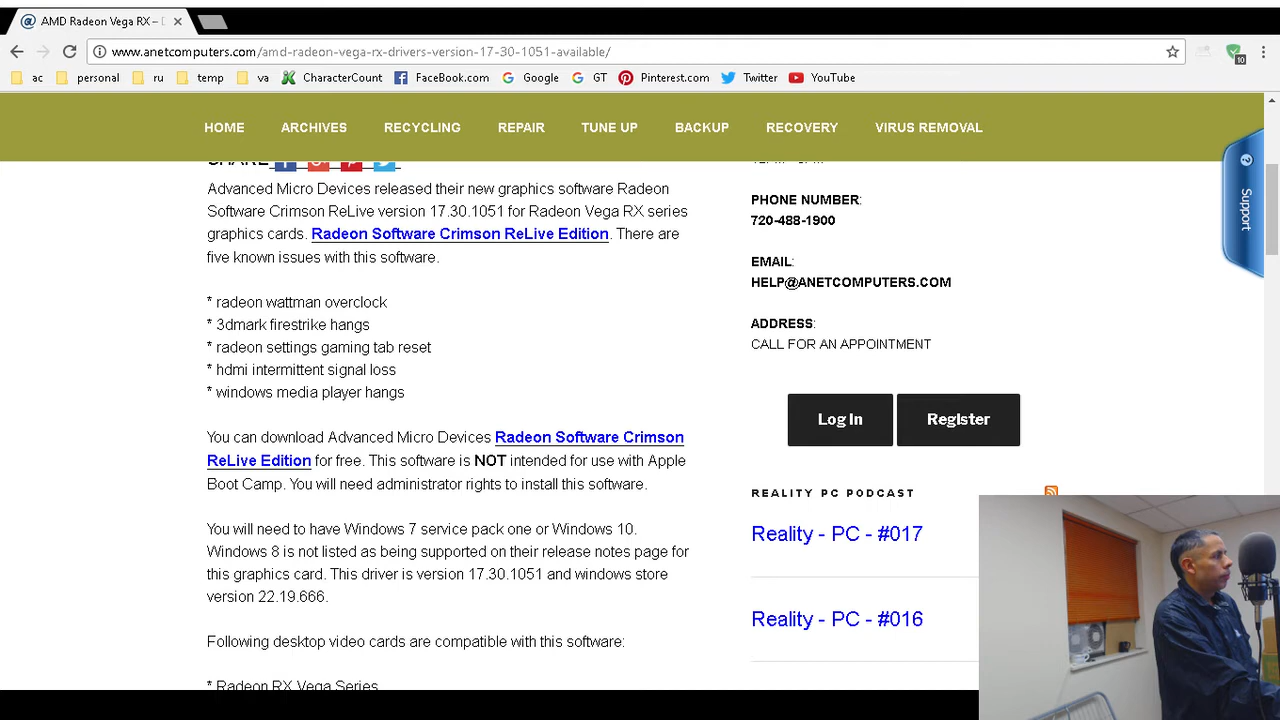 AMD Radeon Vega RX –
www.anetcomputers.com/amd-radeon-vega-rx-drivers-version-17-30-1051-available/
ac personal ru temp va CharacterCount FaceBook.com Google GT Pinterest.com Twitter YouTube
10
HOME ARCHIVES RECYCLING REPAIR TUNE UP BACKUP RECOVERY VIRUS REMOVAL
SHARE
Advanced Micro Devices released their new graphics software Radeon
Software Crimson ReLive version 17.30.1051 for Radeon Vega RX series
graphics cards. Radeon Software Crimson ReLive Edition. There are
five known issues with this software.
* radeon wattman overclock
* 3dmark firestrike hangs
* radeon settings gaming tab reset
* hdmi intermittent signal loss
* windows media player hangs
You can download Advanced Micro Devices Radeon Software Crimson
ReLive Edition for free. This software is NOT intended for use with Apple
Boot Camp. You will need administrator rights to install this software.
You will need to have Windows 7 service pack one or Windows 10.
Windows 8 is not listed as being supported on their release notes page for
this graphics card. This driver is version 17.30.1051 and windows store
version 22.19.666.
Following desktop video cards are compatible with this software:
* Radeon RX Vega Series
PHONE NUMBER:
720-488-1900
EMAIL:
HELP@ANETCOMPUTERS.COM
ADDRESS:
CALL FOR AN APPOINTMENT
Log In Register
REALITY PC PODCAST
Reality - PC - #017
Reality - PC - #016
Support